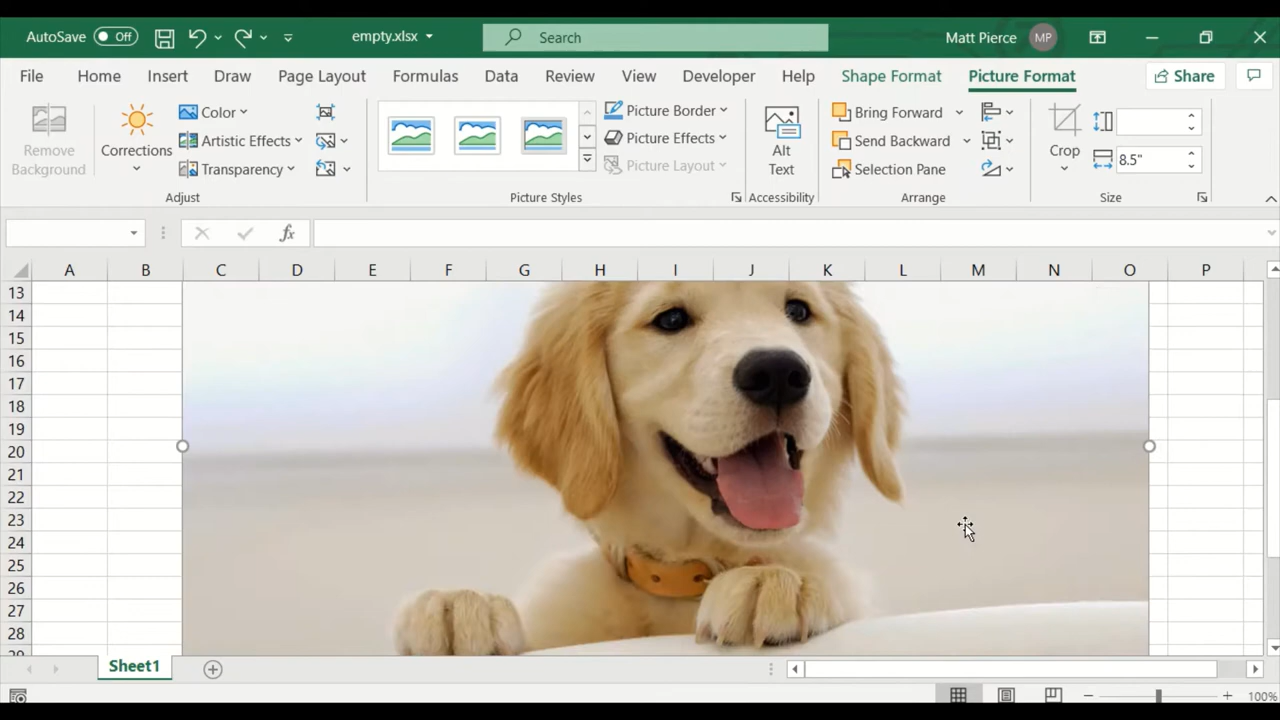 AutoSave Off empty.xlsx Search Matt Pierce MP
File Home Insert Draw Page Layout Formulas Data Review View Developer Help Shape Format Picture Format Share
Remove Background
Corrections
Color
Artistic Effects
Transparency
Adjust
Picture Border
Picture Effects
Picture Layout
Picture Styles
Alt Text
Accessibility
Bring Forward
Send Backward
Selection Pane
Arrange
Crop
8.5"
Size
fx
A B C D E F G H I J K L M N O P
13
14
15
16
17
18
19
20
21
22
23
24
25
26
27
28
29
Sheet1
100%